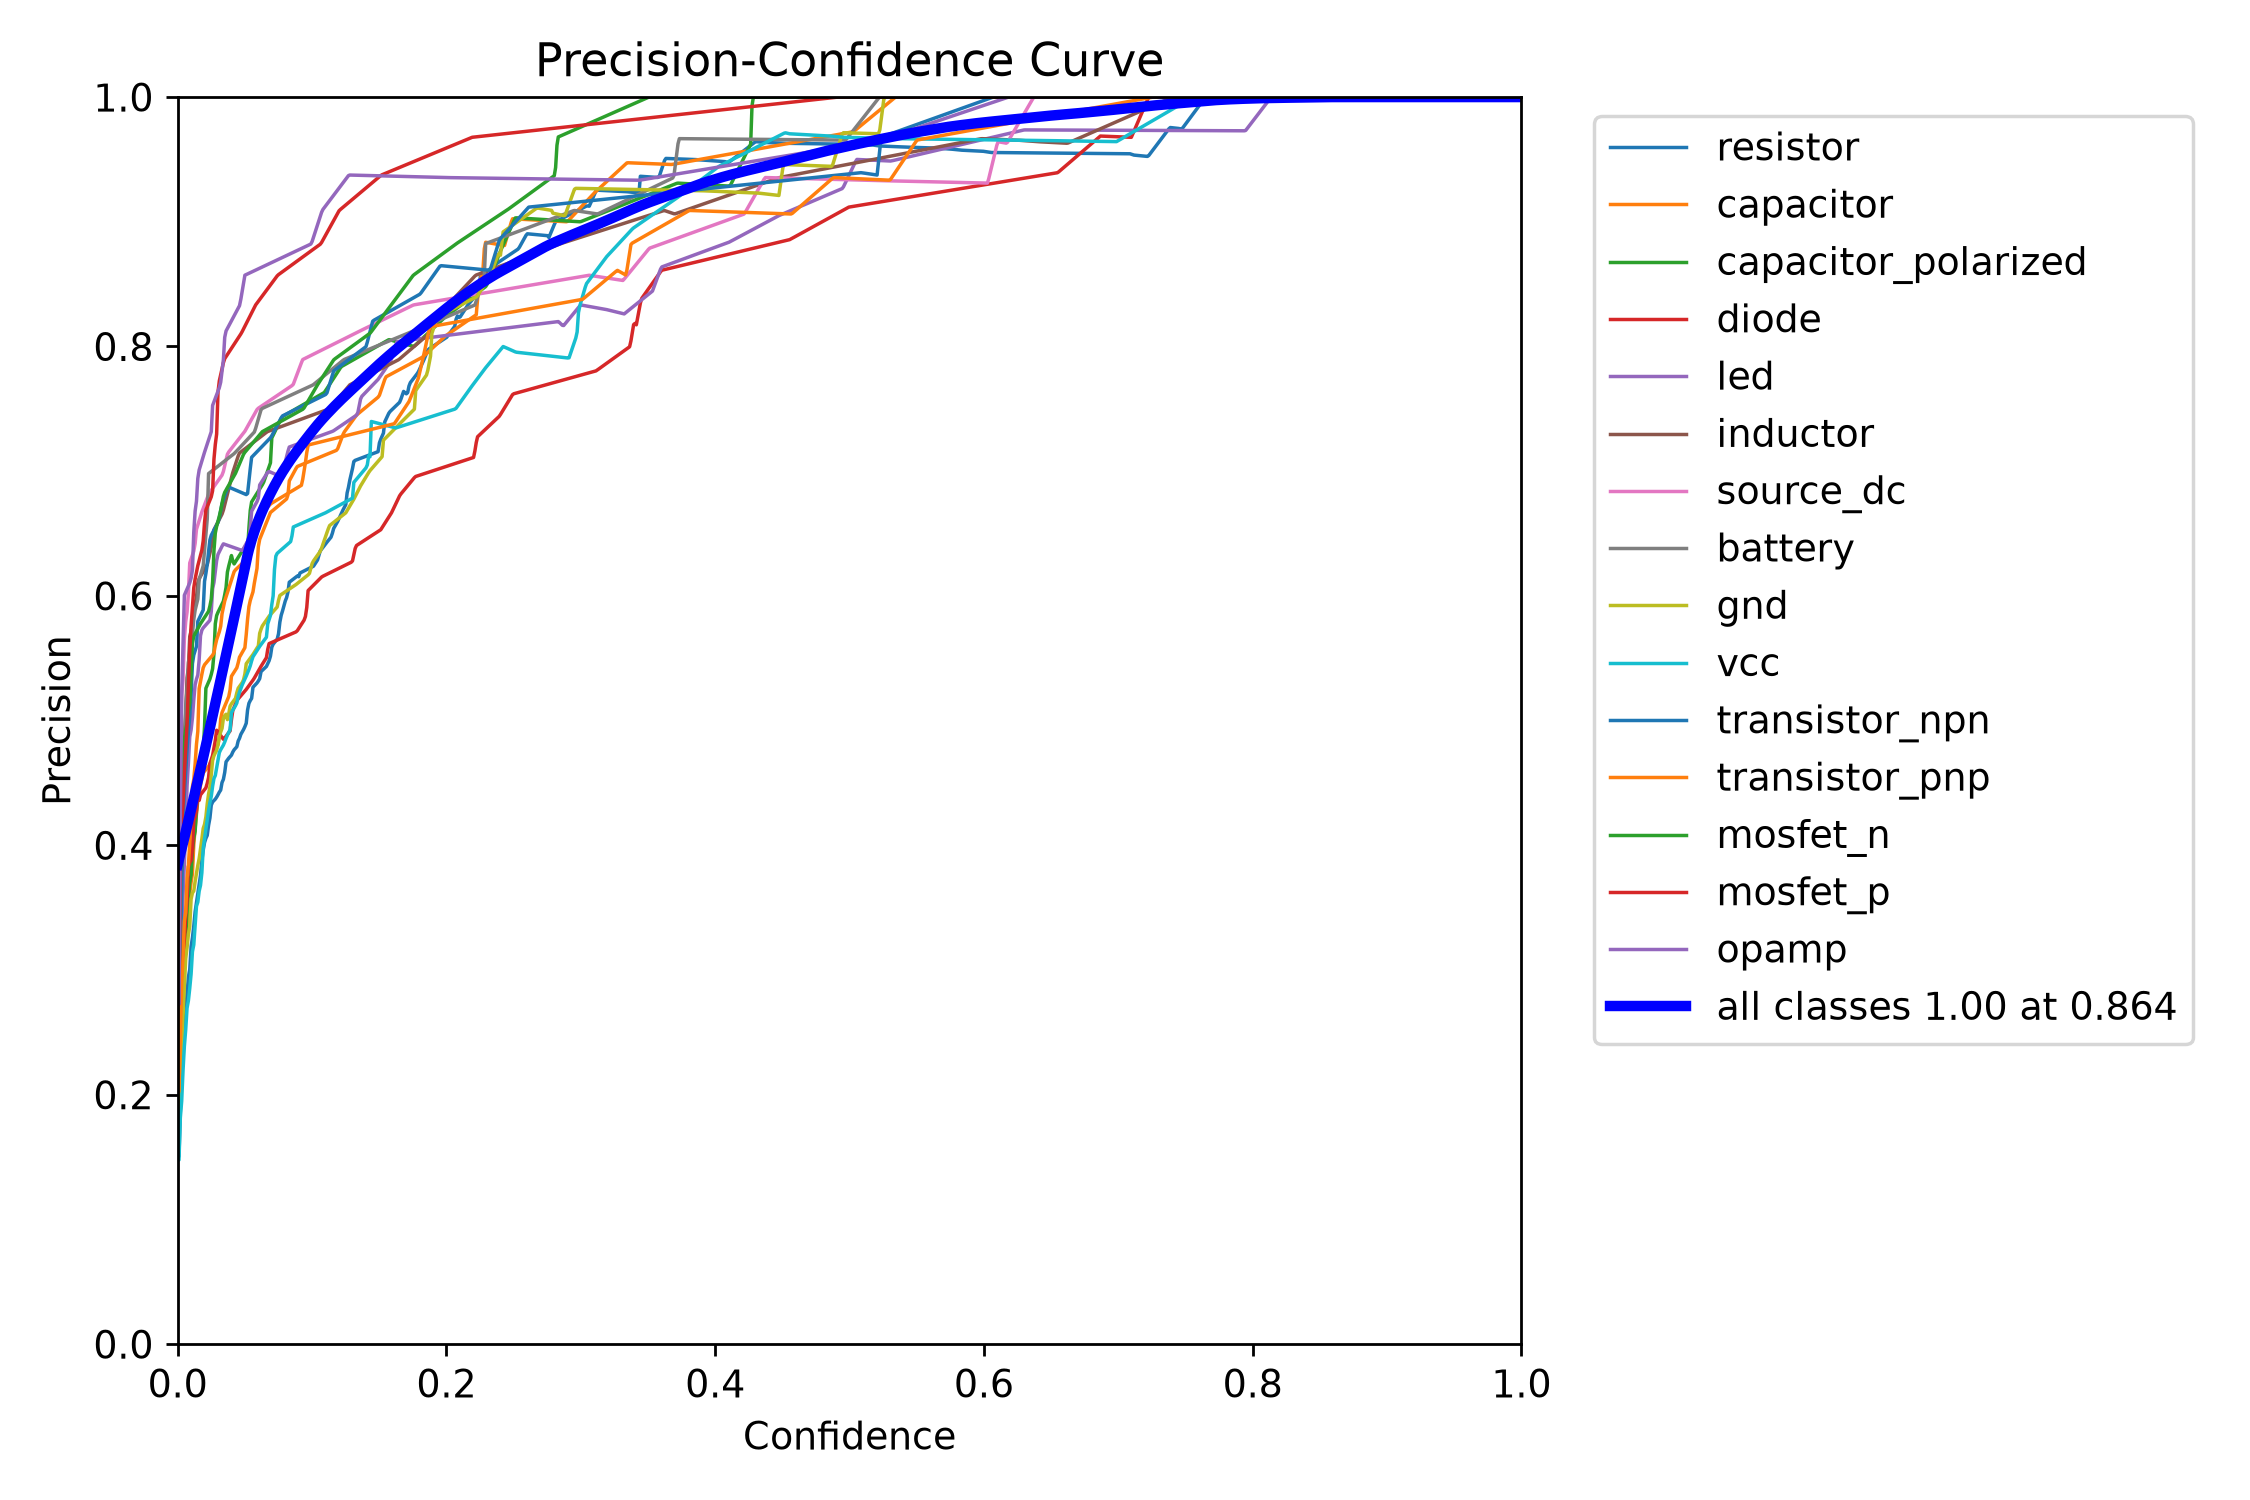 Precision-Confidence Curve
1.0
0.8
0.6
0.4
0.2
0.0
Precision
0.0 0.2 0.4 0.6 0.8 1.0
Confidence
resistor
capacitor
capacitor_polarized
diode
led
inductor
source_dc
battery
gnd
vcc
transistor_npn
transistor_pnp
mosfet_n
mosfet_p
opamp
all classes 1.00 at 0.864